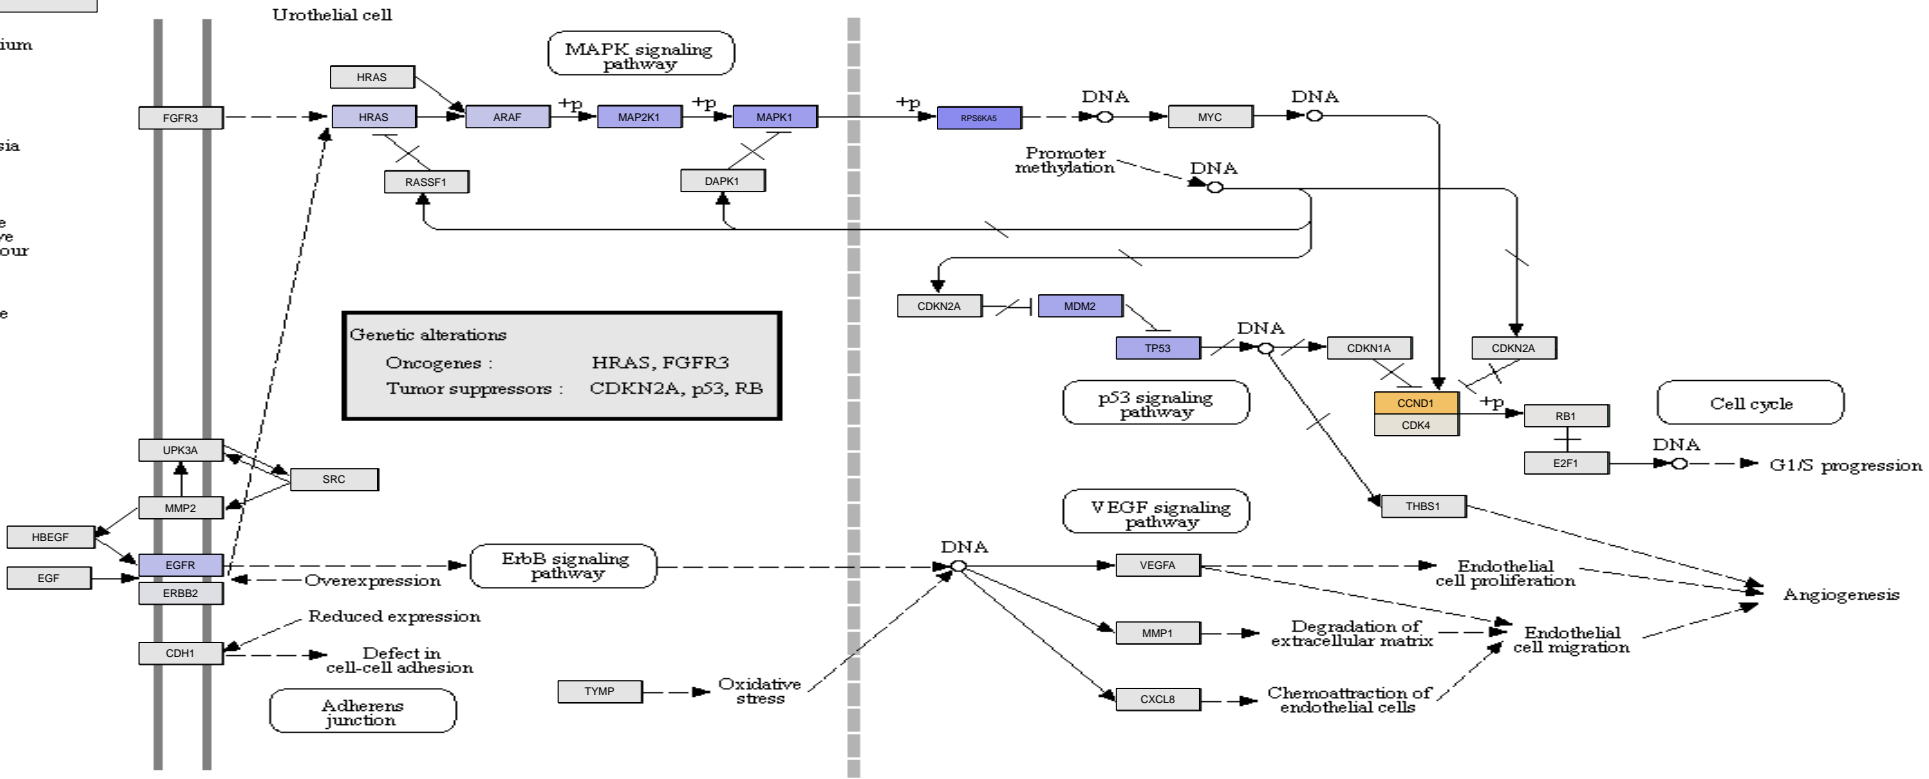 Urothelial cell
MAPK signaling
pathway
HRAS
FGFR3
HRAS
ARAF
+p
MAP2K1
+p
MAPK1
+p
RPS6KA5
DNA
MYC
DNA
RASSF1
DAPK1
Promoter
methylation
DNA
CDKN2A
MDM2
TP53
DNA
CDKN1A
CDKN2A
Genetic alterations
Oncogenes : HRAS, FGFR3
Tumor suppressors : CDKN2A, p53, RB
p53 signaling
pathway
CCND1
CDK4
+p
RB1
Cell cycle
E2F1
DNA
G1/S progression
UPK3A
SRC
MMP2
HBEGF
EGFR
EGF
ERBB2
Overexpression
ErbB signaling
pathway
Reduced expression
CDH1
Defect in
cell-cell adhesion
Adherens
junction
TYMP
Oxidative
stress
VEGF signaling
pathway
THBS1
DNA
VEGFA
Endothelial
cell proliferation
Angiogenesis
MMP1
Degradation of
extracellular matrix
Endothelial
cell migration
CXCL8
Chemoattraction of
endothelial cells